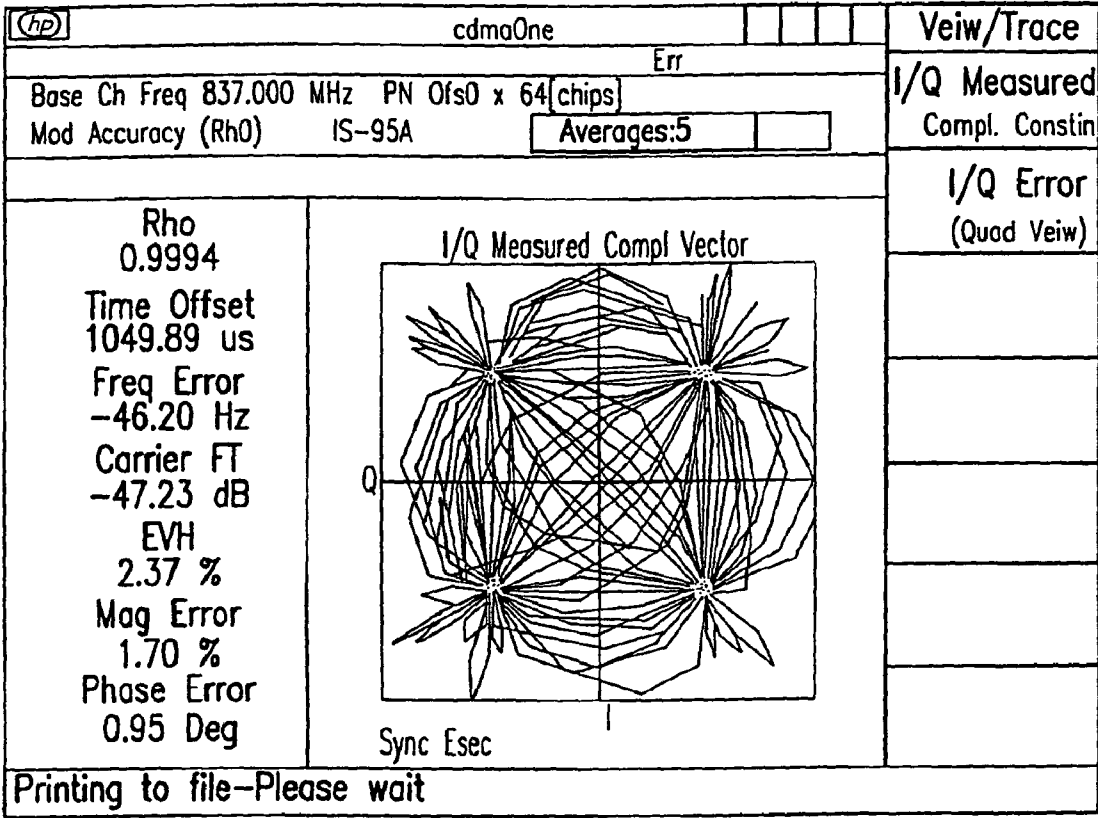 hp
cdmaOne
Err
Base Ch Freq 837.000 MHz PN Ofs0 x 64[chips]
Mod Accuracy (Rh0) IS-95A Averages:5
Veiw/Trace
I/Q Measured
Compl. Constin
I/Q Error
(Quad Veiw)
Rho
0.9994
Time Offset
1049.89 us
Freq Error
-46.20 Hz
Carrier FT
-47.23 dB
EVH
2.37 %
Mag Error
1.70 %
Phase Error
0.95 Deg
I/Q Measured Compl Vector
Q
I
Sync Esec
Printing to file-Please wait